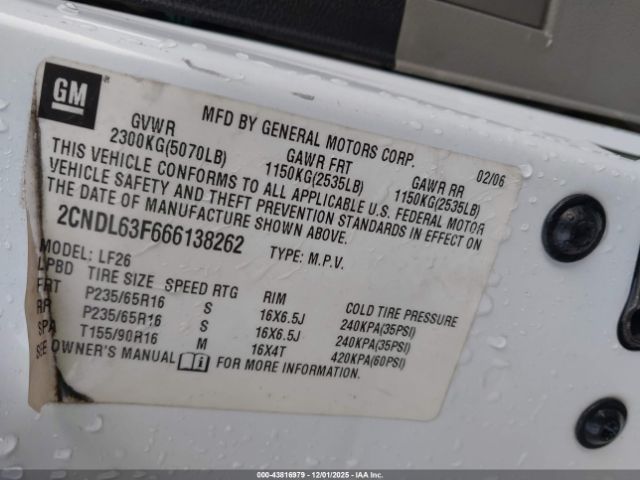 GM
MFD BY GENERAL MOTORS CORP. 02/06
GVWR GAWR FRT GAWR RR
2300KG(5070LB) 1150KG(2535LB) 1150KG(2535LB)
THIS VEHICLE CONFORMS TO ALL APPLICABLE U.S. FEDERAL MOTOR
VEHICLE SAFETY AND THEFT PREVENTION STANDARDS IN EFFECT ON
THE DATE OF MANUFACTURE SHOWN ABOVE.
2CNDL63F666138262 TYPE: M.P.V.
MODEL: LF26
LPBD TIRE SIZE SPEED RTG RIM COLD TIRE PRESSURE
FRT P235/65R16 S 16X6.5J 240KPA(35PSI)
RR P235/65R16 S 16X6.5J 240KPA(35PSI)
SPA T155/90R16 M 16X4T 420KPA(60PSI)
SEE OWNER'S MANUAL FOR MORE INFORMATION.
000-43816979 - 12/01/2025 - IAA Inc.